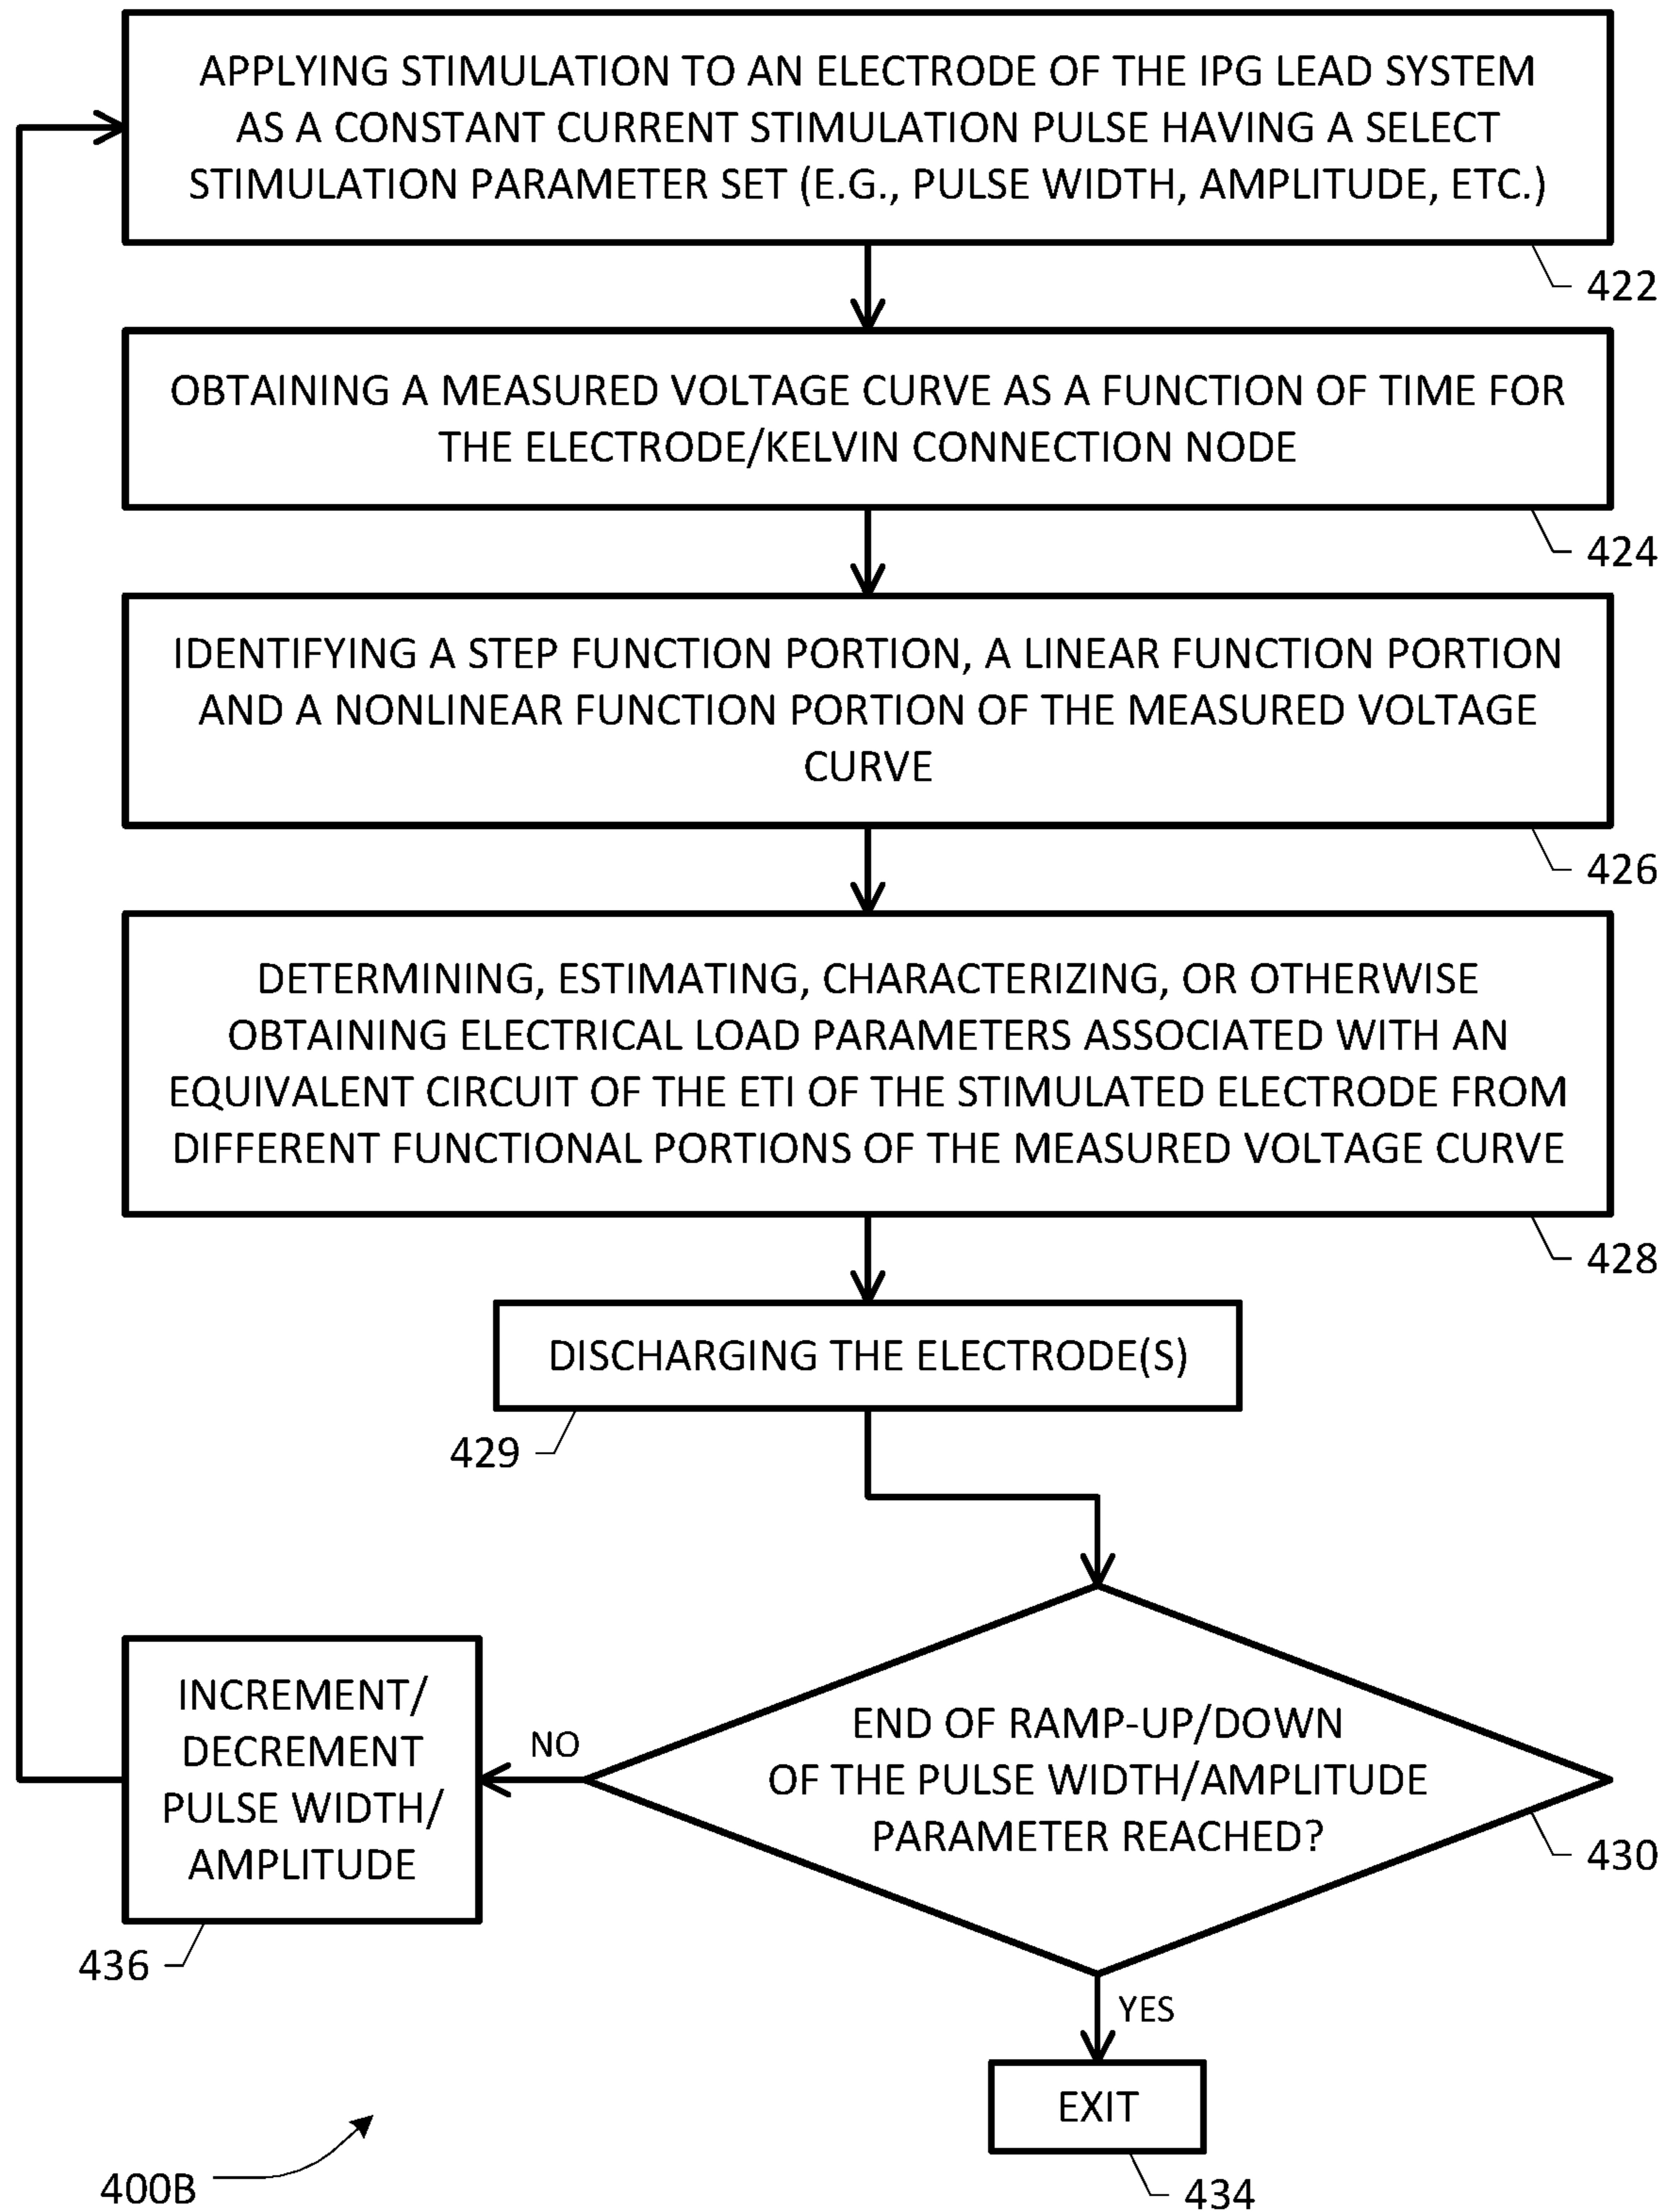 APPLYING STIMULATION TO AN ELECTRODE OF THE IPG LEAD SYSTEM
AS A CONSTANT CURRENT STIMULATION PULSE HAVING A SELECT
STIMULATION PARAMETER SET (E.G., PULSE WIDTH, AMPLITUDE, ETC.)
422
OBTAINING A MEASURED VOLTAGE CURVE AS A FUNCTION OF TIME FOR
THE ELECTRODE/KELVIN CONNECTION NODE
424
IDENTIFYING A STEP FUNCTION PORTION, A LINEAR FUNCTION PORTION
AND A NONLINEAR FUNCTION PORTION OF THE MEASURED VOLTAGE
CURVE
426
DETERMINING, ESTIMATING, CHARACTERIZING, OR OTHERWISE
OBTAINING ELECTRICAL LOAD PARAMETERS ASSOCIATED WITH AN
EQUIVALENT CIRCUIT OF THE ETI OF THE STIMULATED ELECTRODE FROM
DIFFERENT FUNCTIONAL PORTIONS OF THE MEASURED VOLTAGE CURVE
428
DISCHARGING THE ELECTRODE(S)
429
END OF RAMP-UP/DOWN
OF THE PULSE WIDTH/AMPLITUDE
PARAMETER REACHED?
430
NO
INCREMENT/
DECREMENT
PULSE WIDTH/
AMPLITUDE
436
YES
EXIT
434
400B